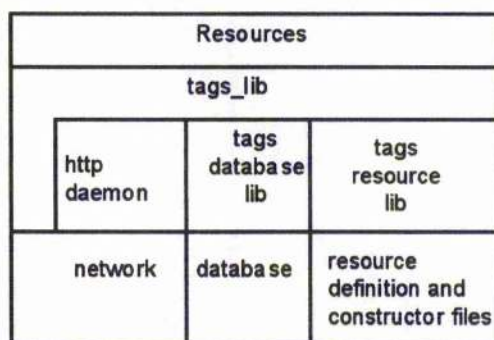 Resources
tags_lib
http
daemon
tags
database
lib
tags
resource
lib
network
database
resource
definition and
constructor files